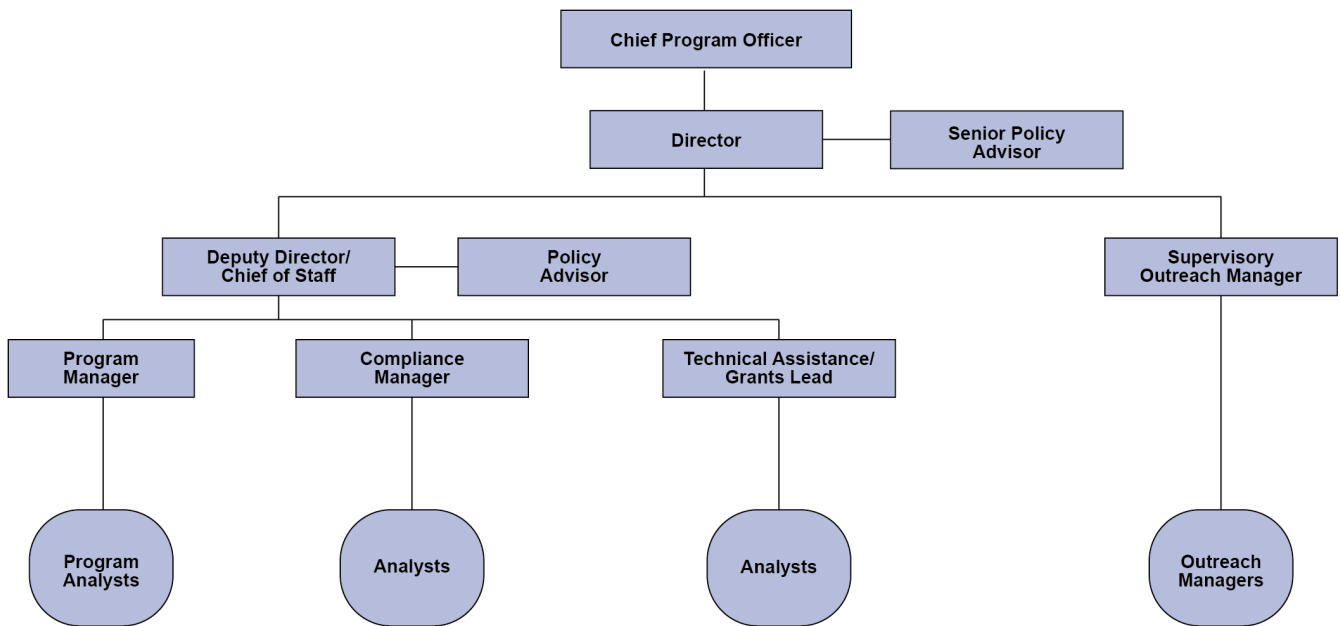 Chief Program Officer
Director
Senior Policy
Advisor
Deputy Director/
Chief of Staff
Policy
Advisor
Supervisory
Outreach Manager
Program
Manager
Compliance
Manager
Technical Assistance/
Grants Lead
Program
Analysts
Analysts
Analysts
Outreach
Managers